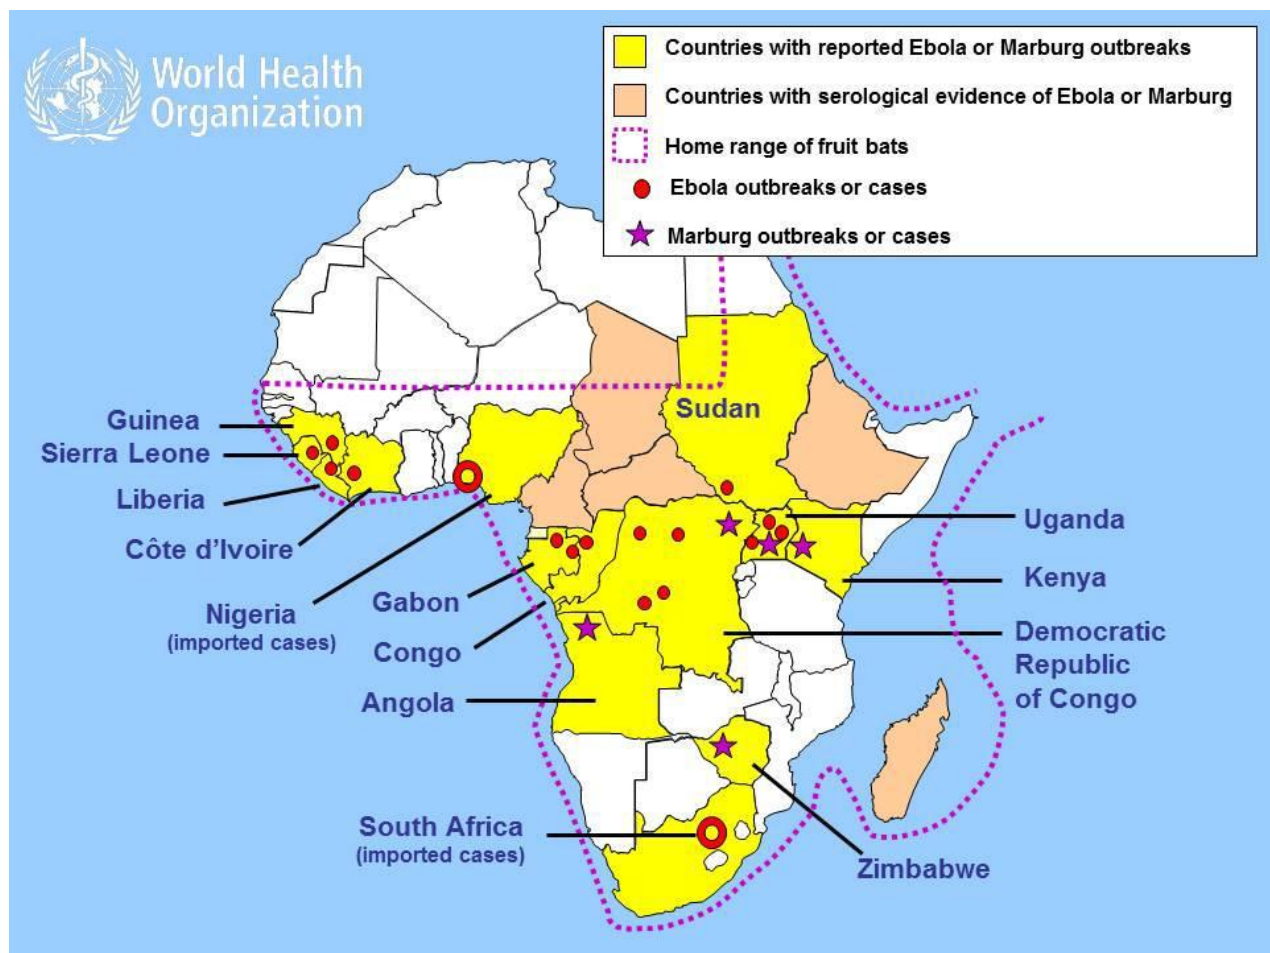 World Health
Organization
Countries with reported Ebola or Marburg outbreaks
Countries with serological evidence of Ebola or Marburg
Home range of fruit bats
Ebola outbreaks or cases
Marburg outbreaks or cases
Sudan
Guinea
Sierra Leone
Liberia
Côte d'Ivoire
Nigeria
(imported cases)
Gabon
Congo
Angola
South Africa
(imported cases)
Uganda
Kenya
Democratic
Republic
of Congo
Zimbabwe